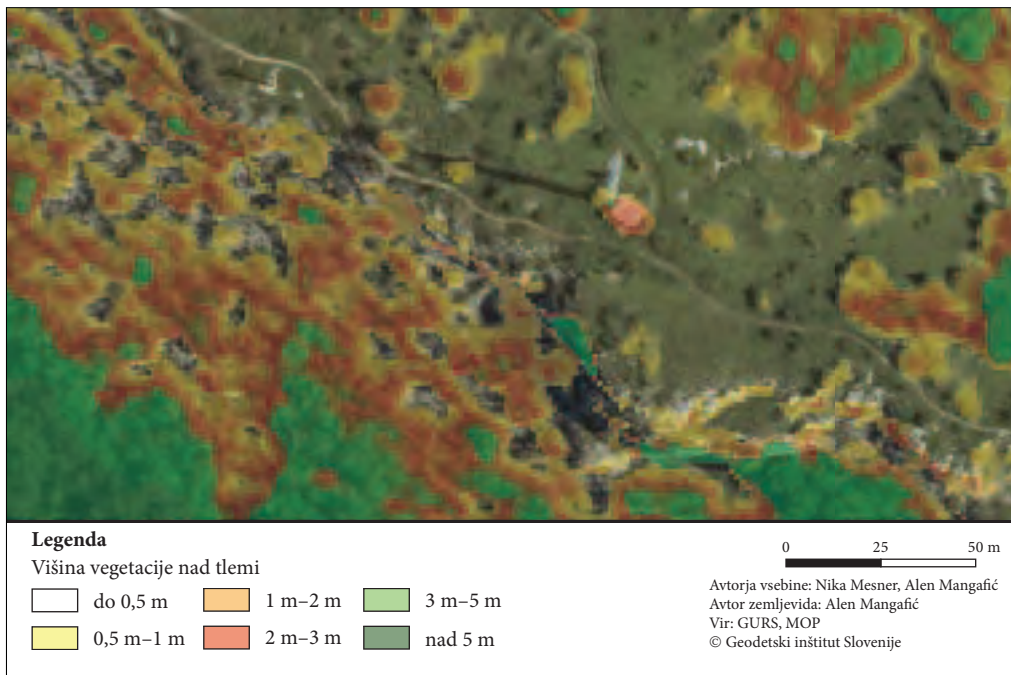 Legenda
Višina vegetacije nad tlemi
do 0,5 m
0,5 m–1 m
1 m–2 m
2 m–3 m
3 m–5 m
nad 5 m
0 25 50 m
Avtorja vsebine: Nika Mesner, Alen Mangafić
Avtor zemljevida: Alen Mangafić
Vir: GURS, MOP
© Geodetski inštitut Slovenije